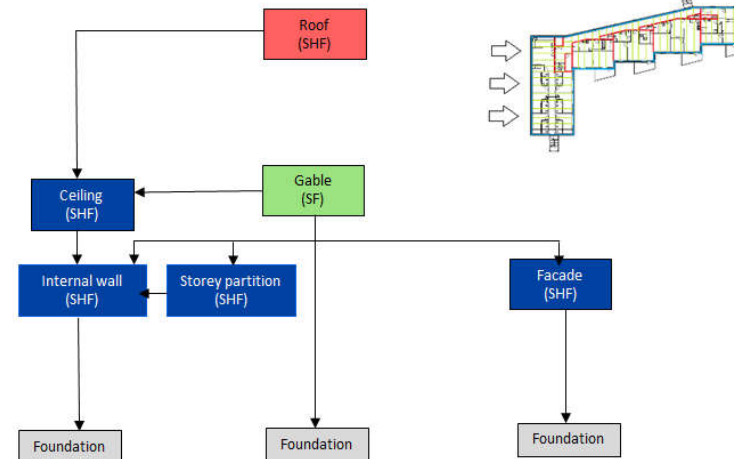 Roof
(SHF)
Ceiling
(SHF)
Gable
(SF)
Internal wall
(SHF)
Storey partition
(SHF)
Facade
(SHF)
Foundation
Foundation
Foundation